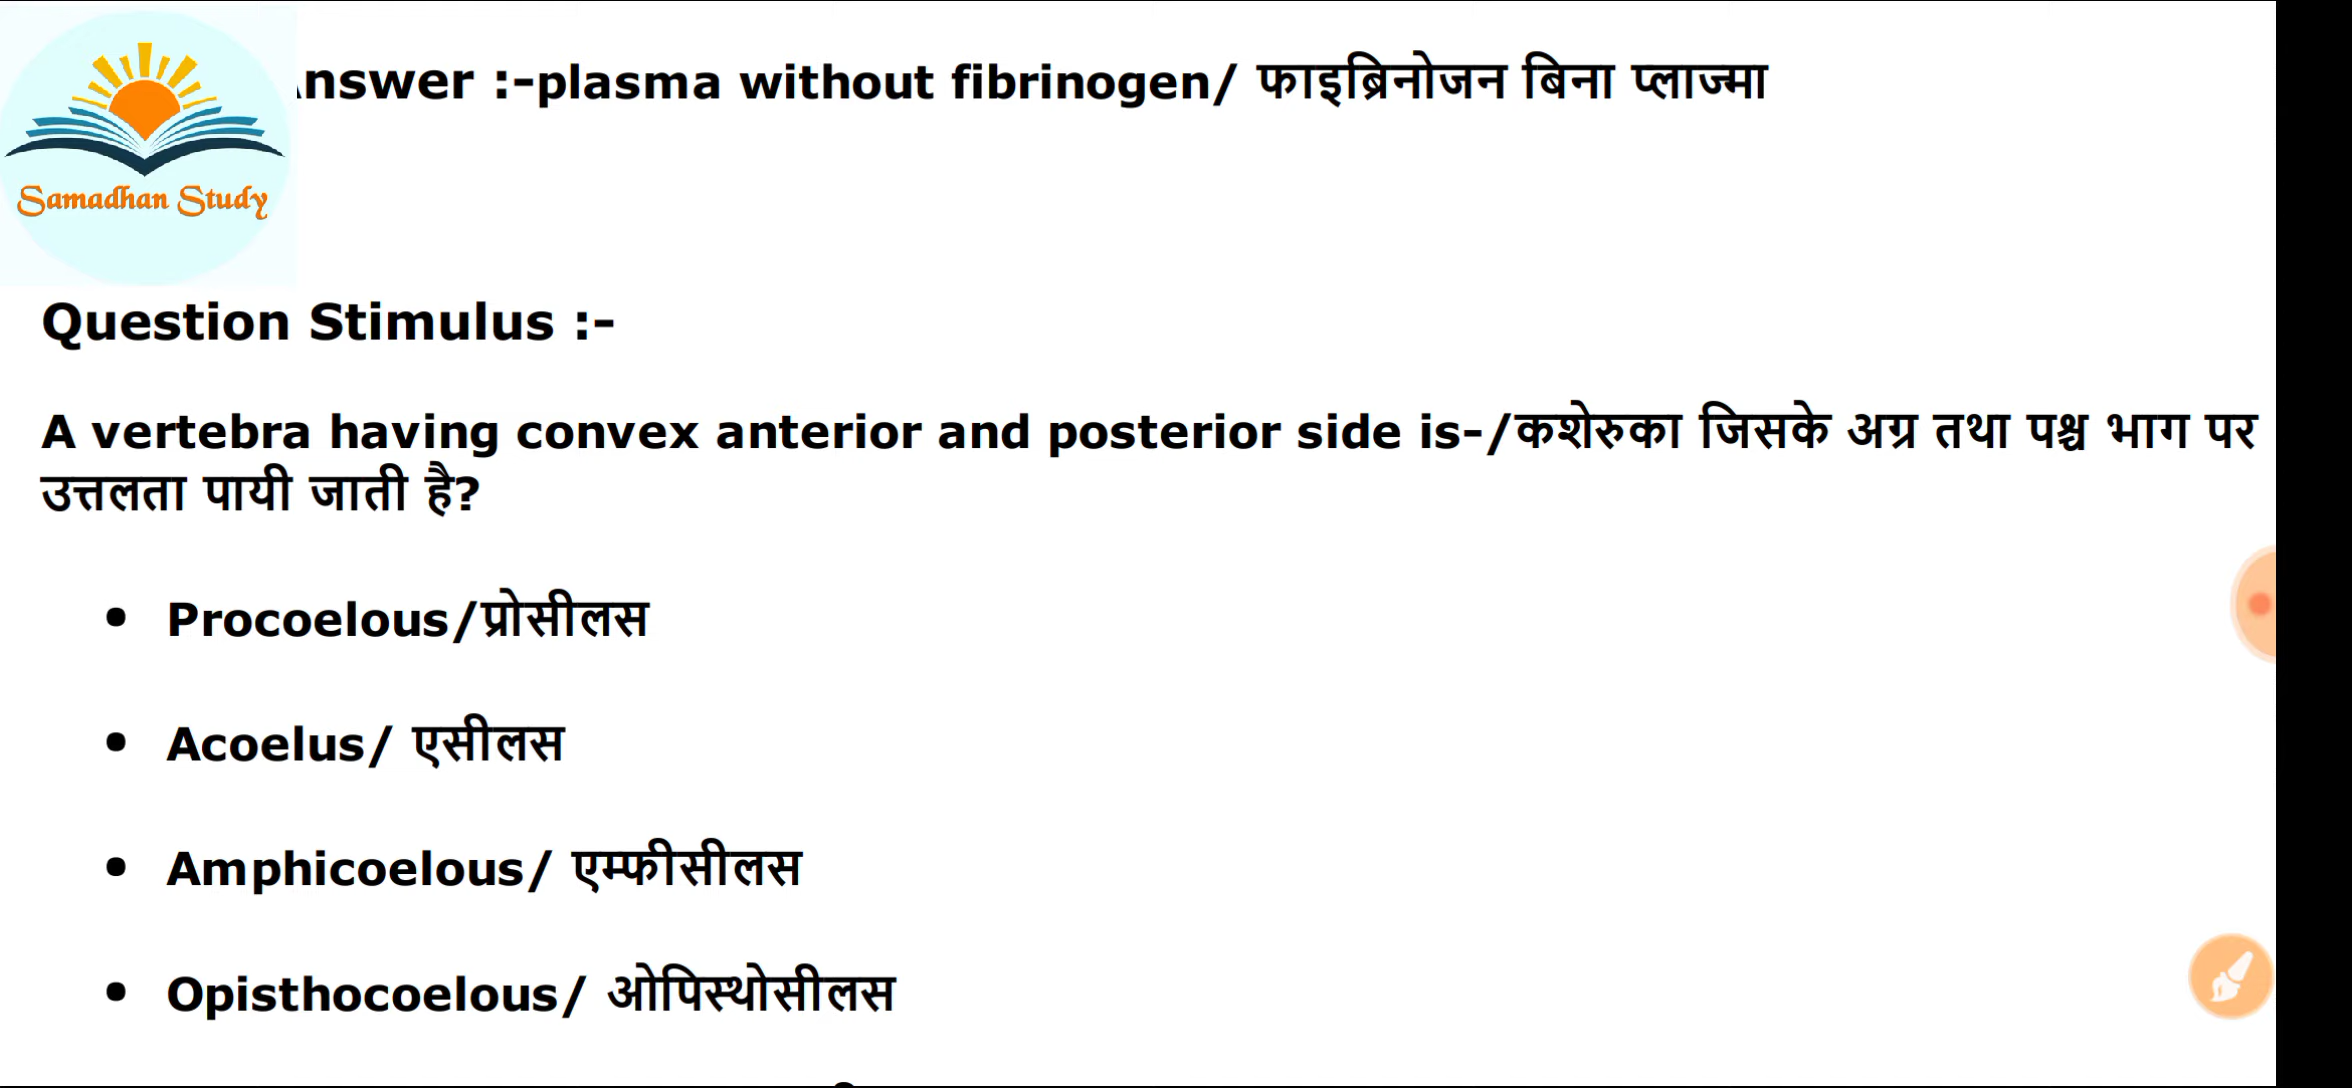 nswer :-plasma without fibrinogen/ फाइब्रिनोजन बिना प्लाज्मा
Samadhan Study
Question Stimulus :-
A vertebra having convex anterior and posterior side is-/कशेरुका जिसके अग्र तथा पश्च भाग पर
उत्तलता पायी जाती है?
• Procoelous/प्रोसीलस
• Acoelus/ एसीलस
• Amphicoelous/ एम्फीसीलस
• Opisthocoelous/ ओपिस्थोसीलस